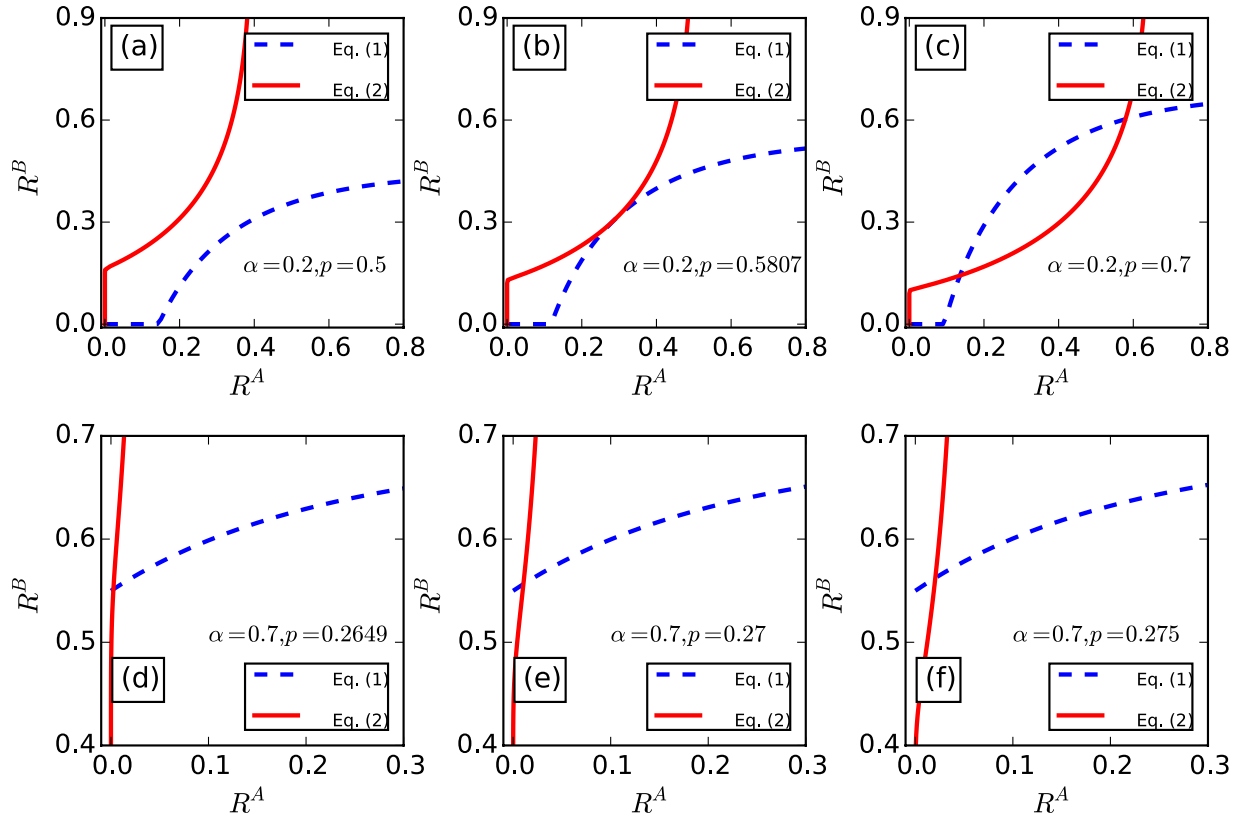 (a)
Eq. (1)
Eq. (2)
α=0.2,p=0.5
0.9
0.6
0.3
0.0
R^B
0.0 0.2 0.4 0.6 0.8
R^A
(b)
Eq. (1)
Eq. (2)
α=0.2,p=0.5807
0.9
0.6
0.3
0.0
R^B
0.0 0.2 0.4 0.6 0.8
R^A
(c)
Eq. (1)
Eq. (2)
α=0.2,p=0.7
0.9
0.6
0.3
0.0
R^B
0.0 0.2 0.4 0.6 0.8
R^A
0.7
0.6
0.5
0.4
R^B
α=0.7,p=0.2649
(d)
Eq. (1)
Eq. (2)
0.0 0.1 0.2 0.3
R^A
0.7
0.6
0.5
0.4
R^B
α=0.7,p=0.27
(e)
Eq. (1)
Eq. (2)
0.0 0.1 0.2 0.3
R^A
0.7
0.6
0.5
0.4
R^B
α=0.7,p=0.275
(f)
Eq. (1)
Eq. (2)
0.0 0.1 0.2 0.3
R^A